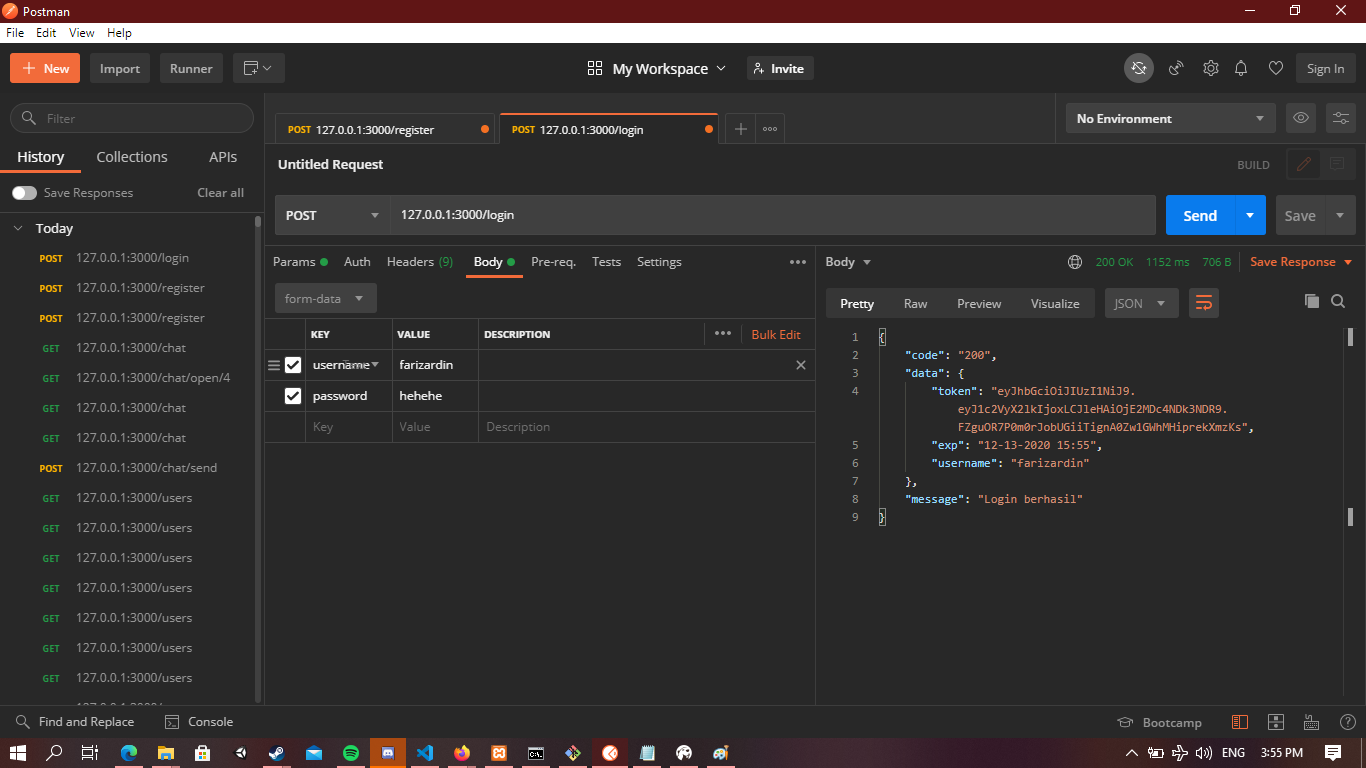 Postman
File Edit View Help
New Import Runner My Workspace Invite Sign In
Filter
History Collections APIs
Save Responses Clear all
Today
POST 127.0.0.1:3000/login
POST 127.0.0.1:3000/register
POST 127.0.0.1:3000/register
GET 127.0.0.1:3000/chat
GET 127.0.0.1:3000/chat/open/4
GET 127.0.0.1:3000/chat
GET 127.0.0.1:3000/chat
POST 127.0.0.1:3000/chat/send
GET 127.0.0.1:3000/users
GET 127.0.0.1:3000/users
GET 127.0.0.1:3000/users
GET 127.0.0.1:3000/users
GET 127.0.0.1:3000/users
GET 127.0.0.1:3000/users
GET 127.0.0.1:3000/users
POST 127.0.0.1:3000/register POST 127.0.0.1:3000/login No Environment
Untitled Request BUILD
POST 127.0.0.1:3000/login Send Save
Params Auth Headers (9) Body Pre-req. Tests Settings
form-data
KEY VALUE DESCRIPTION Bulk Edit
username farizardin
password hehehe
Key Value Description
Body 200 OK 1152 ms 706 B Save Response
Pretty Raw Preview Visualize JSON
1 {
2 "code": "200",
3 "data": {
4 "token": "eyJhbGciOiJIUzI1NiJ9.
eyJ1c2VyX2lkIjoxLCJleHAiOjE2MDc4NDk3NDR9.
FZguOR7P0m0rJobUGiiTignA0Zw1GWhMHiprekXmzKs",
5 "exp": "12-13-2020 15:55",
6 "username": "farizardin"
7 },
8 "message": "Login berhasil"
9 }
Find and Replace Console Bootcamp
ENG 3:55 PM